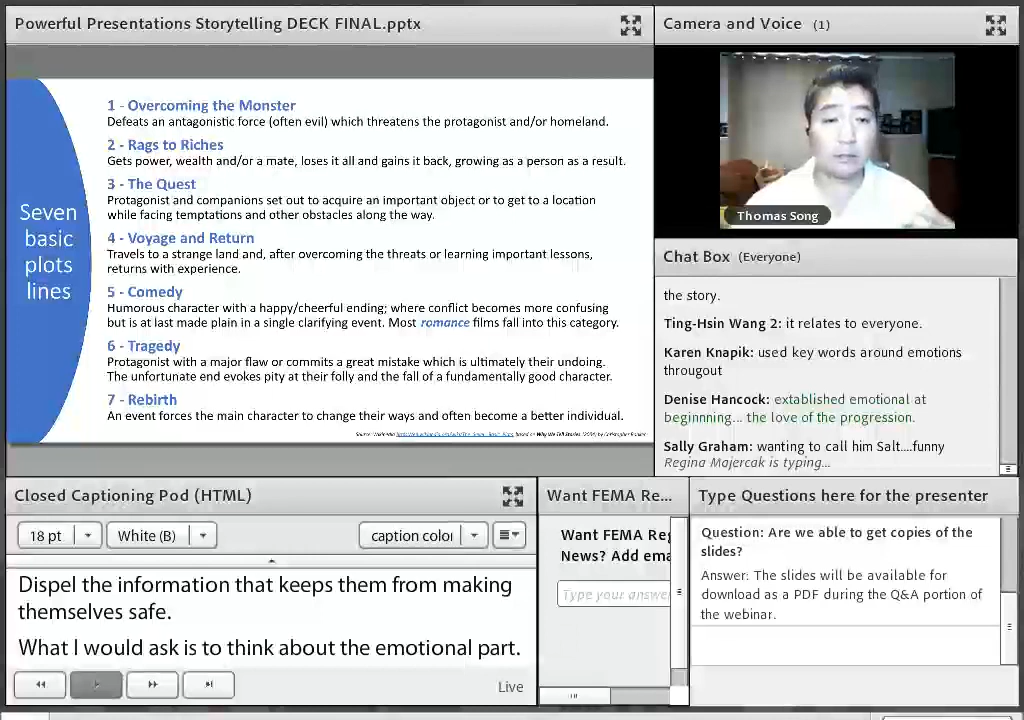 Powerful Presentations Storytelling DECK FINAL.pptx
Seven
basic
plots
lines
1 - Overcoming the Monster
Defeats an antagonistic force (often evil) which threatens the protagonist and/or homeland.
2 - Rags to Riches
Gets power, wealth and/or a mate, loses it all and gains it back, growing as a person as a result.
3 - The Quest
Protagonist and companions set out to acquire an important object or to get to a location
while facing temptations and other obstacles along the way.
4 - Voyage and Return
Travels to a strange land and, after overcoming the threats or learning important lessons,
returns with experience.
5 - Comedy
Humorous character with a happy/cheerful ending; where conflict becomes more confusing
but is at last made plain in a single clarifying event. Most romance films fall into this category.
6 - Tragedy
Protagonist with a major flaw or commits a great mistake which is ultimately their undoing.
The unfortunate end evokes pity at their folly and the fall of a fundamentally good character.
7 - Rebirth
An event forces the main character to change their ways and often become a better individual.
Camera and Voice (1)
Thomas Song
Chat Box (Everyone)
the story.
Ting-Hsin Wang 2: it relates to everyone.
Karen Knapik: used key words around emotions
througout
Denise Hancock: extablished emotional at
beginnning... the love of the progression.
Sally Graham: wanting to call him Salt....funny
Regina Majercak is typing...
Closed Captioning Pod (HTML)
18 pt
White (B)
caption color
Dispel the information that keeps them from making
themselves safe.
What I would ask is to think about the emotional part.
Live
Want FEMA Re...
Want FEMA Reg
News? Add ema
Type your answer
Type Questions here for the presenter
Question: Are we able to get copies of the
slides?
Answer: The slides will be available for
download as a PDF during the Q&A portion of
the webinar.